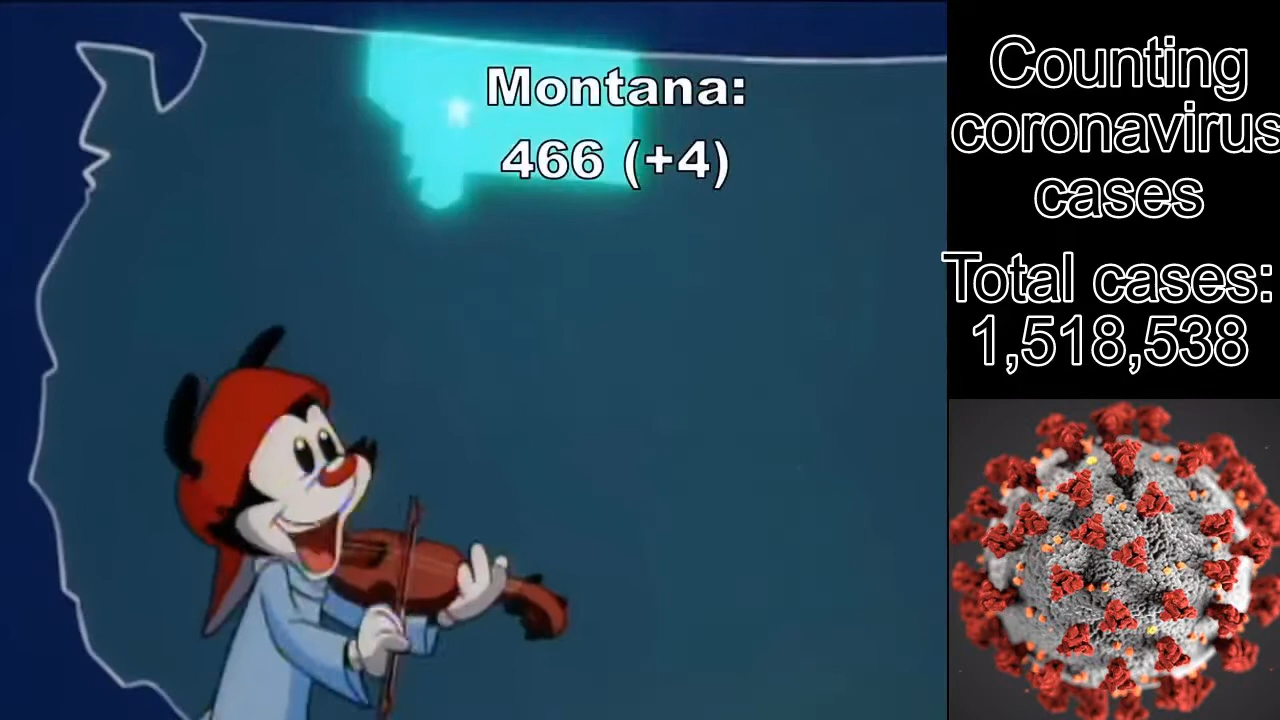 Montana:
466 (+4)
Counting
coronavirus
cases
Total cases:
1,518,538